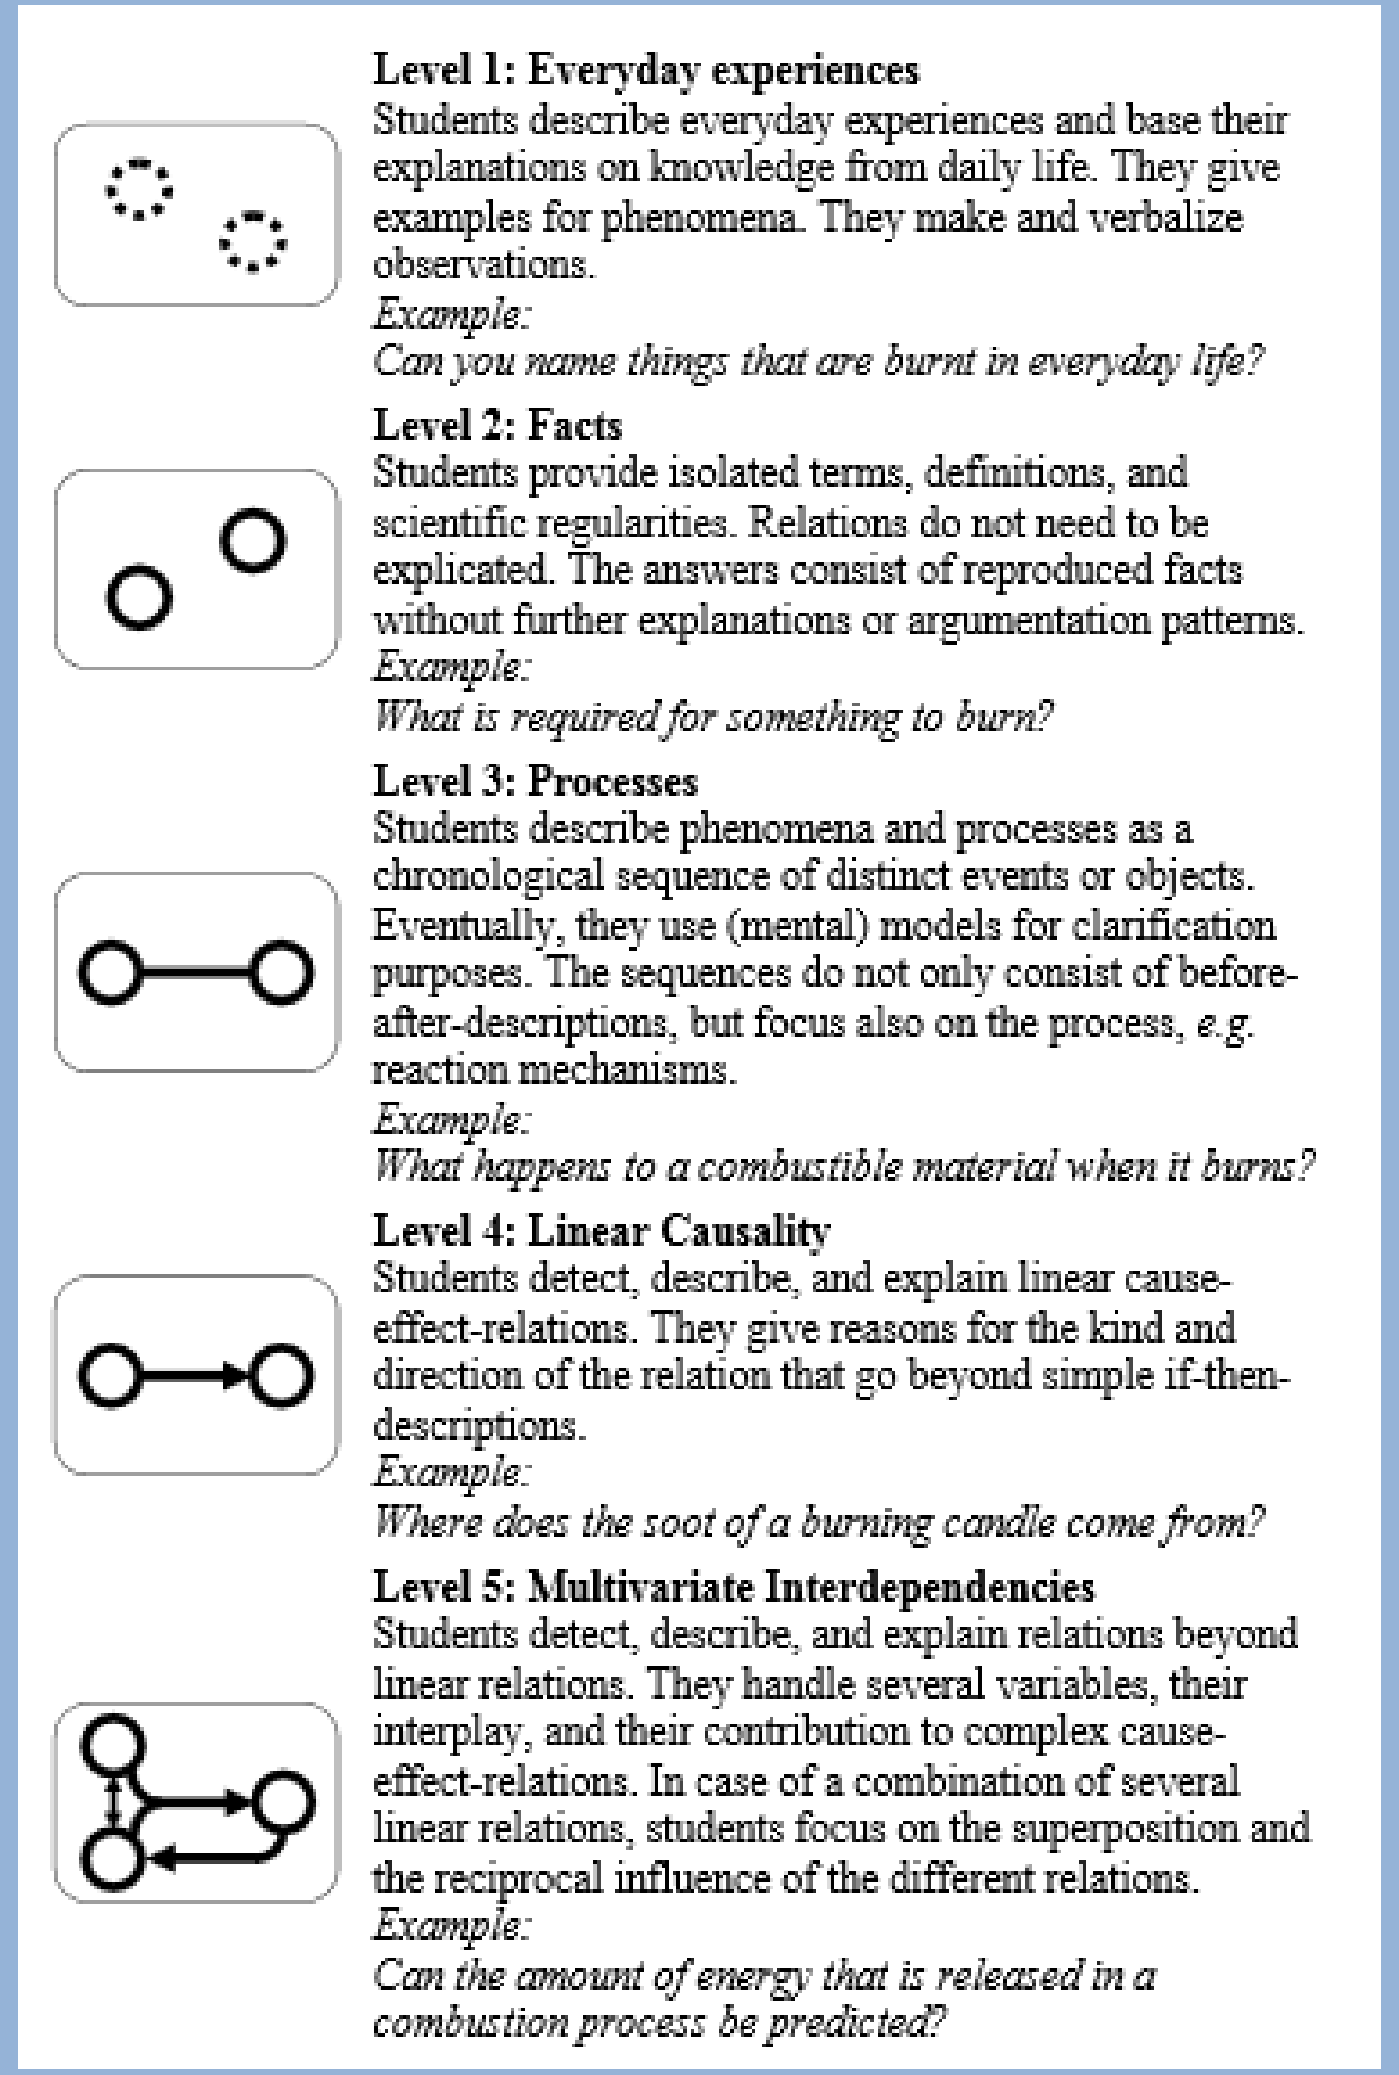 Level 1: Everyday experiences
Students describe everyday experiences and base their
explanations on knowledge from daily life. They give
examples for phenomena. They make and verbalize
observations.
Example:
Can you name things that are burnt in everyday life?
Level 2: Facts
Students provide isolated terms, definitions, and
scientific regularities. Relations do not need to be
explicated. The answers consist of reproduced facts
without further explanations or argumentation patterns.
Example:
What is required for something to burn?
Level 3: Processes
Students describe phenomena and processes as a
chronological sequence of distinct events or objects.
Eventually, they use (mental) models for clarification
purposes. The sequences do not only consist of before-
after-descriptions, but focus also on the process, e.g.
reaction mechanisms.
Example:
What happens to a combustible material when it burns?
Level 4: Linear Causality
Students detect, describe, and explain linear cause-
effect-relations. They give reasons for the kind and
direction of the relation that go beyond simple if-then-
descriptions.
Example:
Where does the soot of a burning candle come from?
Level 5: Multivariate Interdependencies
Students detect, describe, and explain relations beyond
linear relations. They handle several variables, their
interplay, and their contribution to complex cause-
effect-relations. In case of a combination of several
linear relations, students focus on the superposition and
the reciprocal influence of the different relations.
Example:
Can the amount of energy that is released in a
combustion process be predicted?